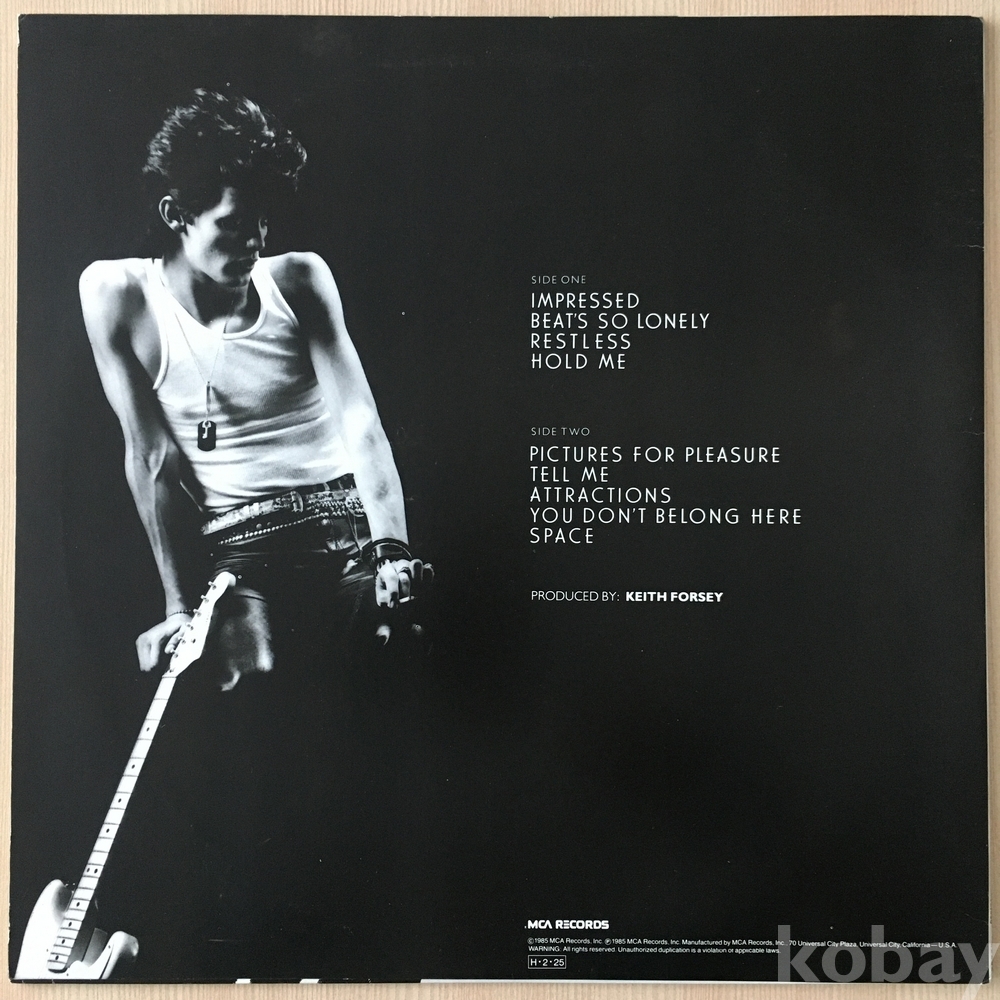 SIDE ONE
IMPRESSED
BEAT'S SO LONELY
RESTLESS
HOLD ME
SIDE TWO
PICTURES FOR PLEASURE
TELL ME
ATTRACTIONS
YOU DON'T BELONG HERE
SPACE
PRODUCED BY: KEITH FORSEY
MCA RECORDS
©1985 MCA Records, Inc. ℗1985 MCA Records, Inc. Manufactured by MCA Records, Inc., 70 Universal City Plaza, Universal City, California — U.S.A.
WARNING: All rights reserved. Unauthorized duplication is a violation of applicable laws.
H•2•25
kobay